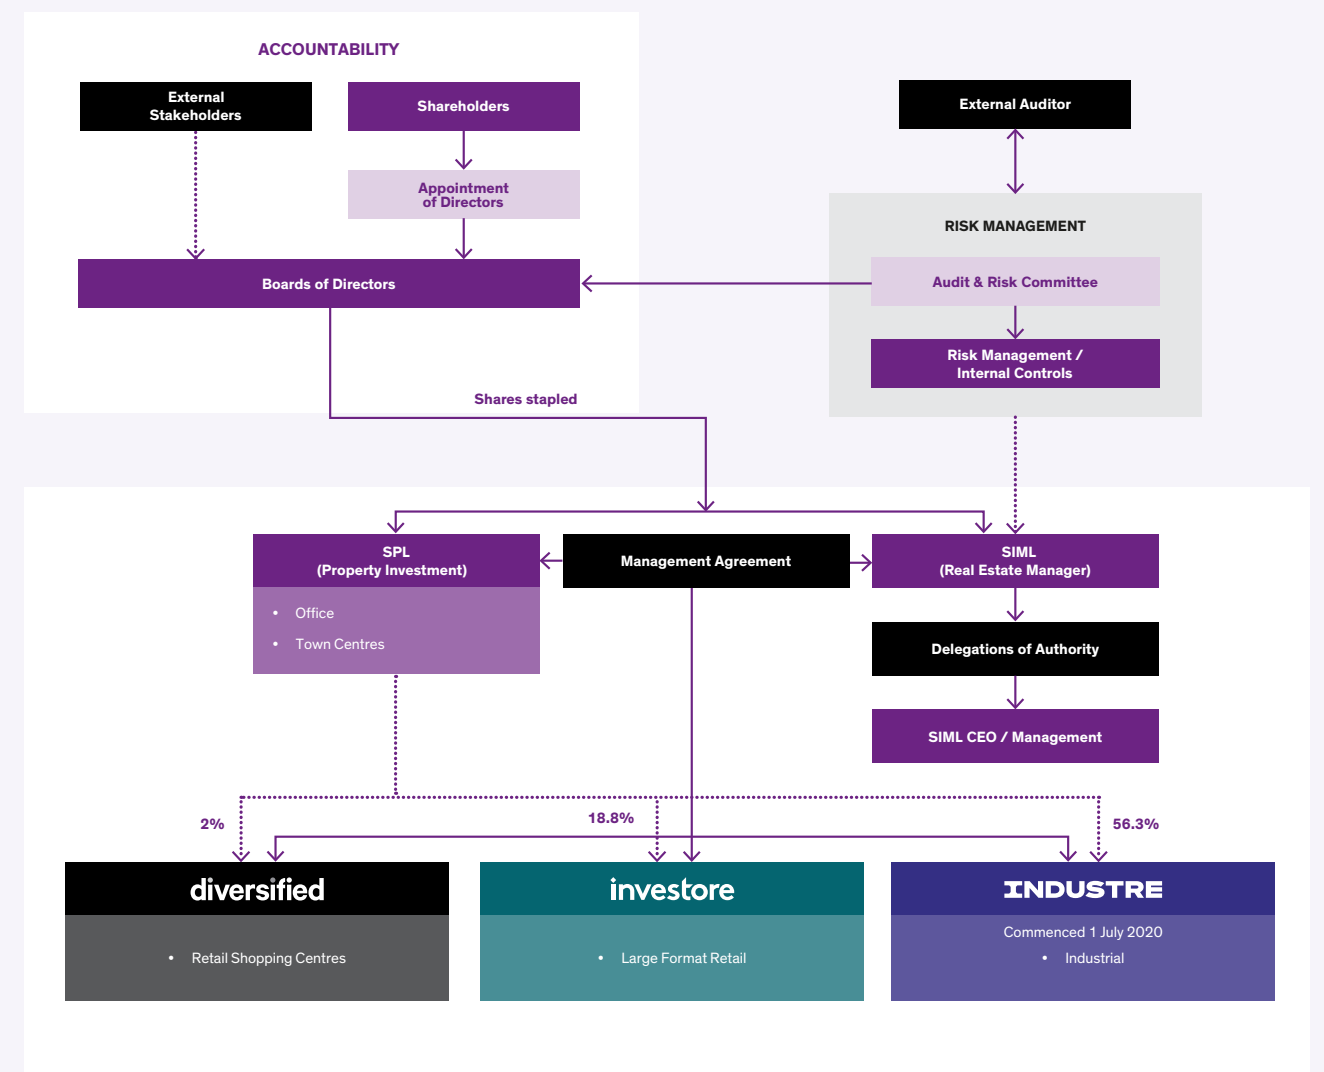 ACCOUNTABILITY
External
Stakeholders
Shareholders
External Auditor
Appointment
of Directors
RISK MANAGEMENT
Boards of Directors
Audit & Risk Committee
Risk Management /
Internal Controls
Shares stapled
SPL
(Property Investment)
• Office
• Town Centres
Management Agreement
SIML
(Real Estate Manager)
Delegations of Authority
SIML CEO / Management
2%
18.8%
56.3%
diversified
• Retail Shopping Centres
investore
• Large Format Retail
INDUSTRE
Commenced 1 July 2020
• Industrial